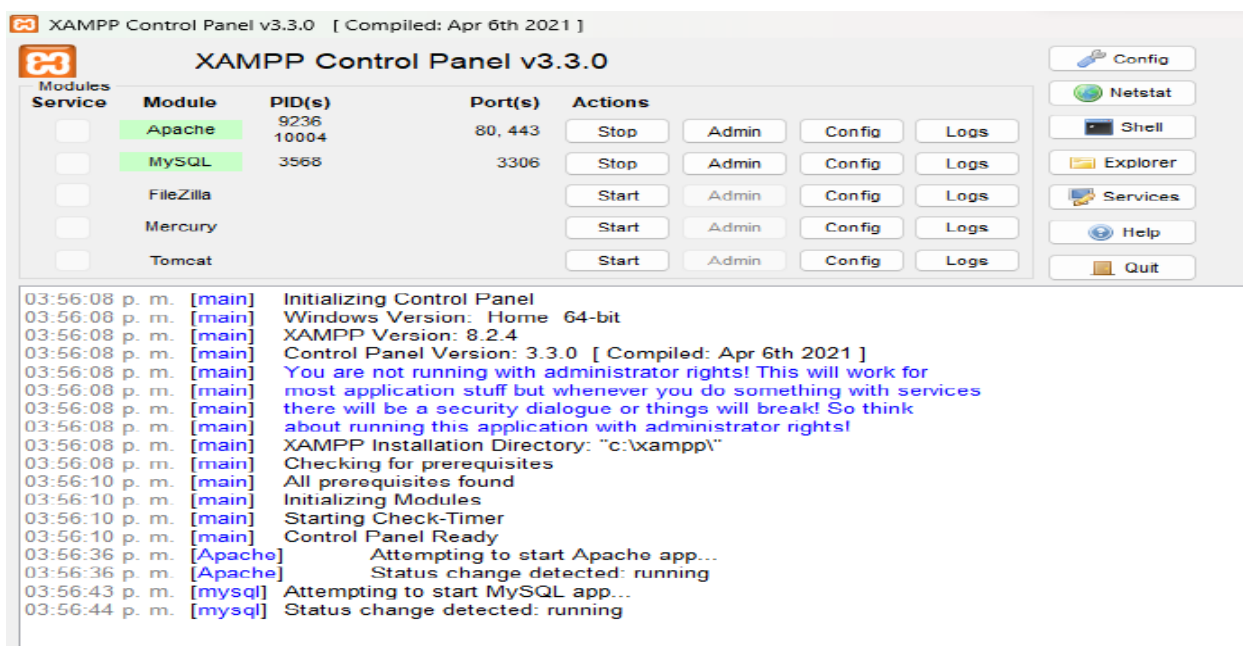 XAMPP Control Panel v3.3.0 [ Compiled: Apr 6th 2021 ]
XAMPP Control Panel v3.3.0
Config
Modules
Service Module PID(s) Port(s) Actions
Netstat
Apache 9236 10004 80, 443 Stop Admin Config Logs
Shell
MySQL 3568 3306 Stop Admin Config Logs
Explorer
FileZilla Start Admin Config Logs
Services
Mercury Start Admin Config Logs
Help
Tomcat Start Admin Config Logs
Quit
03:56:08 p. m. [main] Initializing Control Panel
03:56:08 p. m. [main] Windows Version: Home 64-bit
03:56:08 p. m. [main] XAMPP Version: 8.2.4
03:56:08 p. m. [main] Control Panel Version: 3.3.0 [ Compiled: Apr 6th 2021 ]
03:56:08 p. m. [main] You are not running with administrator rights! This will work for
03:56:08 p. m. [main] most application stuff but whenever you do something with services
03:56:08 p. m. [main] there will be a security dialogue or things will break! So think
03:56:08 p. m. [main] about running this application with administrator rights!
03:56:08 p. m. [main] XAMPP Installation Directory: "c:\xampp\"
03:56:08 p. m. [main] Checking for prerequisites
03:56:10 p. m. [main] All prerequisites found
03:56:10 p. m. [main] Initializing Modules
03:56:10 p. m. [main] Starting Check-Timer
03:56:10 p. m. [main] Control Panel Ready
03:56:36 p. m. [Apache] Attempting to start Apache app...
03:56:36 p. m. [Apache] Status change detected: running
03:56:43 p. m. [mysql] Attempting to start MySQL app...
03:56:44 p. m. [mysql] Status change detected: running